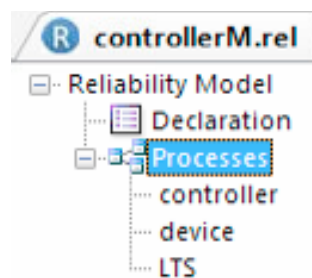 R controllerM.rel
Reliability Model
Declaration
Processes
controller
device
LTS